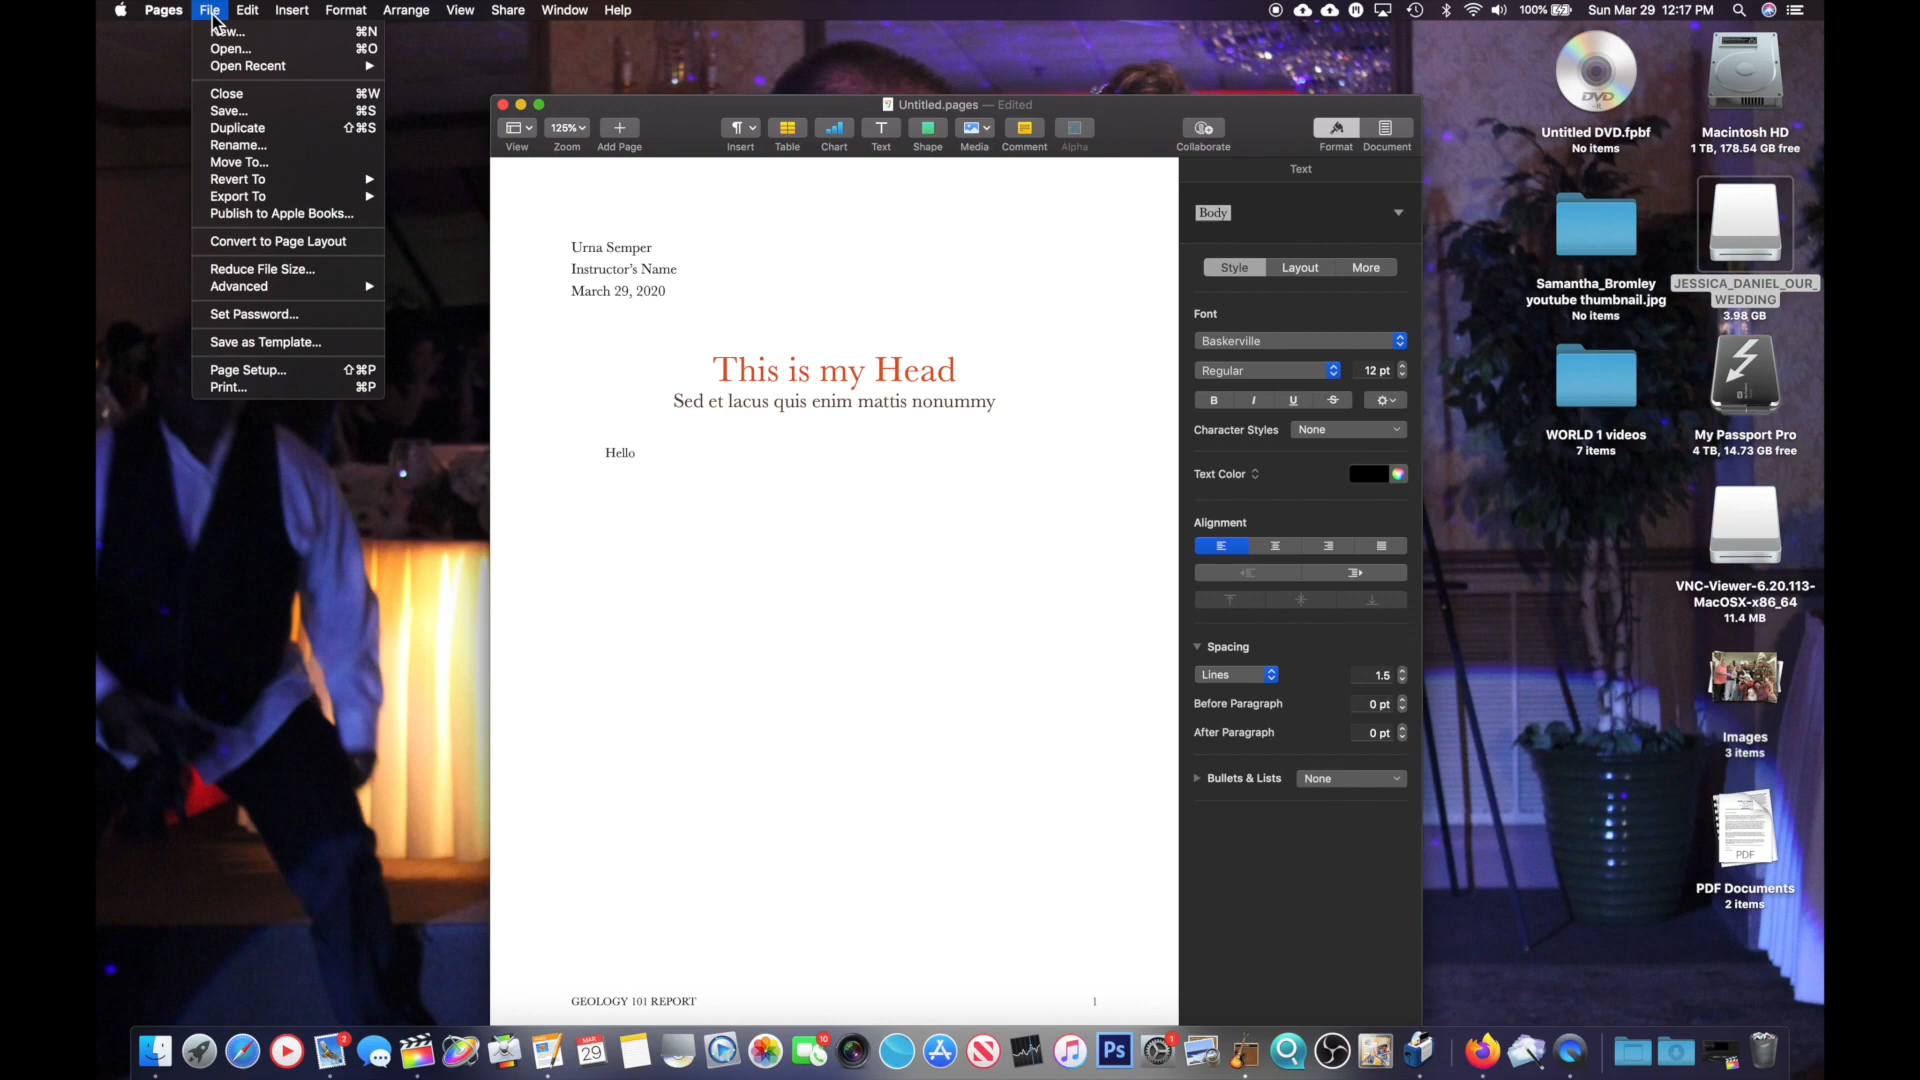 Pages File Edit Insert Format Arrange View Share Window Help
100% Sun Mar 29 12:17 PM
New... ⌘N
Open... ⌘O
Open Recent
Close ⌘W
Save... ⌘S
Duplicate ⇧⌘S
Rename...
Move To...
Revert To
Export To
Publish to Apple Books...
Convert to Page Layout
Reduce File Size...
Advanced
Set Password...
Save as Template...
Page Setup... ⇧⌘P
Print... ⌘P
Untitled.pages — Edited
125%
View Zoom Add Page Insert Table Chart Text Shape Media Comment Alpha Collaborate Format Document
Urna Semper
Instructor's Name
March 29, 2020
This is my Head
Sed et lacus quis enim mattis nonummy
Hello
GEOLOGY 101 REPORT 1
Text
Body
Style Layout More
Font
Baskerville
Regular 12 pt
B I U S
Character Styles None
Text Color
Alignment
Spacing
Lines 1.5
Before Paragraph 0 pt
After Paragraph 0 pt
Bullets & Lists None
DVD
Untitled DVD.fpbf
No items
Macintosh HD
1 TB, 178.54 GB free
Samantha_Bromley
youtube thumbnail.jpg
No items
JESSICA_DANIEL_OUR_
WEDDING
3.98 GB
WORLD 1 videos
7 items
My Passport Pro
4 TB, 14.73 GB free
VNC-Viewer-6.20.113-
MacOSX-x86_64
11.4 MB
Images
3 items
PDF
PDF Documents
2 items
2
MAR
29
10
Ps
1